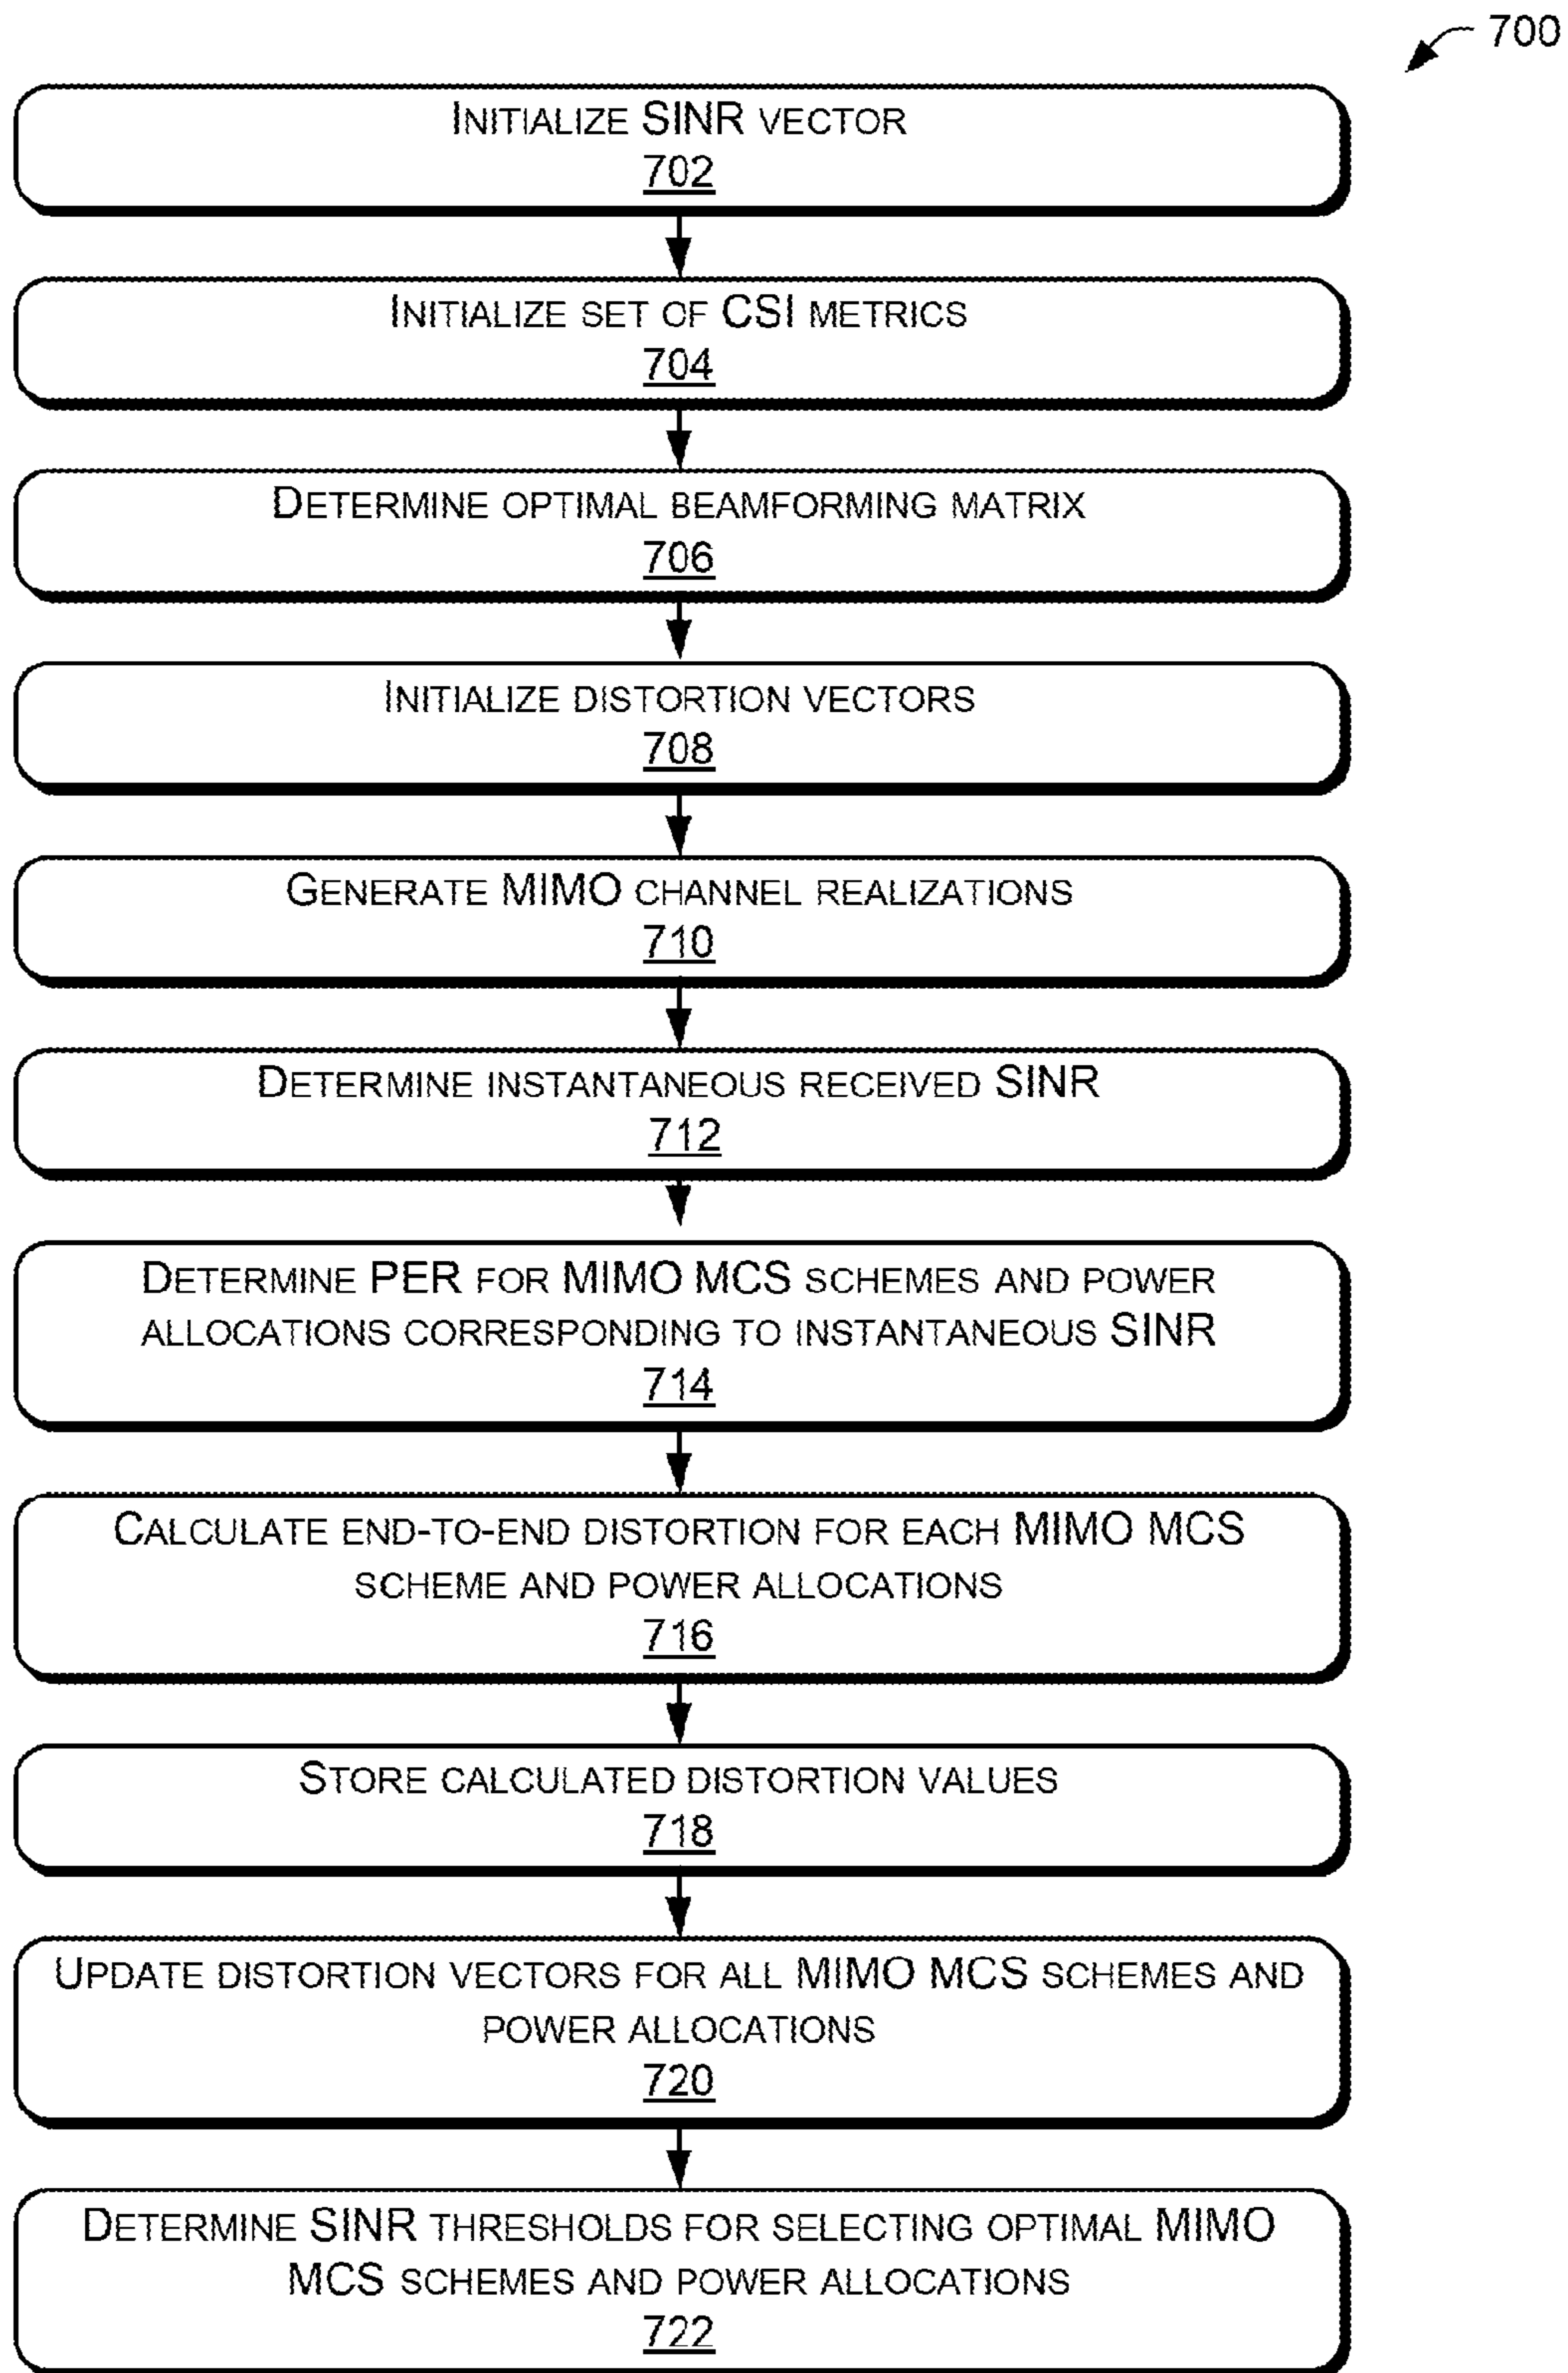 700
INITIALIZE SINR VECTOR
702
INITIALIZE SET OF CSI METRICS
704
DETERMINE OPTIMAL BEAMFORMING MATRIX
706
INITIALIZE DISTORTION VECTORS
708
GENERATE MIMO CHANNEL REALIZATIONS
710
DETERMINE INSTANTANEOUS RECEIVED SINR
712
DETERMINE PER FOR MIMO MCS SCHEMES AND POWER
ALLOCATIONS CORRESPONDING TO INSTANTANEOUS SINR
714
CALCULATE END-TO-END DISTORTION FOR EACH MIMO MCS
SCHEME AND POWER ALLOCATIONS
716
STORE CALCULATED DISTORTION VALUES
718
UPDATE DISTORTION VECTORS FOR ALL MIMO MCS SCHEMES AND
POWER ALLOCATIONS
720
DETERMINE SINR THRESHOLDS FOR SELECTING OPTIMAL MIMO
MCS SCHEMES AND POWER ALLOCATIONS
722